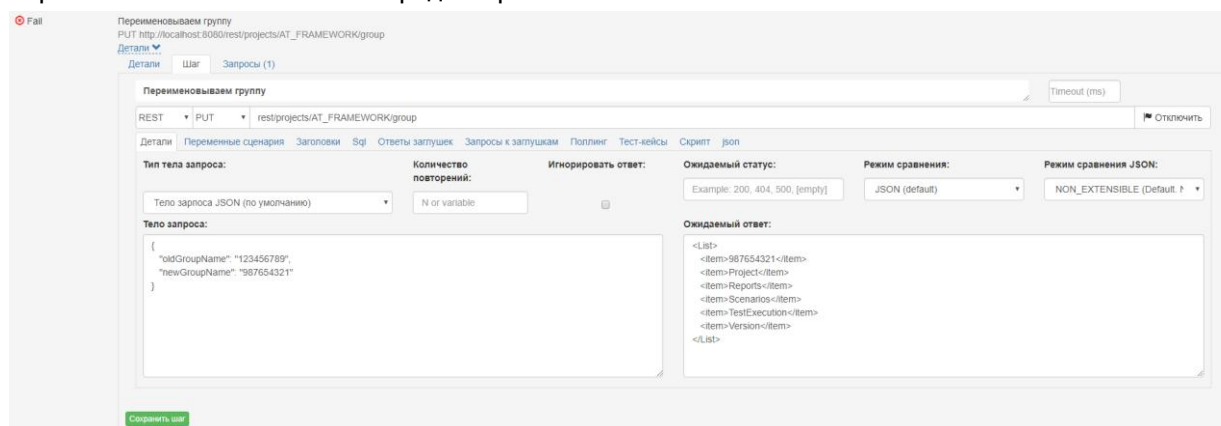 Fail
Переименовываем группу
PUT http://localhost:8080/rest/projects/AT_FRAMEWORK/group
Детали
Детали Шаг Запросы (1)
Переименовываем группу Timeout (ms)
REST PUT rest/projects/AT_FRAMEWORK/group Отключить
Детали Переменные сценария Заголовки Sql Ответы заглушек Запросы к заглушкам Поллинг Тест-кейсы Скрипт json
Тип тела запроса: Количество повторений: Игнорировать ответ: Ожидаемый статус: Режим сравнения: Режим сравнения JSON:
Тело запроса JSON (по умолчанию) N or variable Example: 200, 404, 500, [empty] JSON (default) NON_EXTENSIBLE (Default.
Тело запроса: Ожидаемый ответ:
{
"oldGroupName": "123456789",
"newGroupName": "987654321"
}
<List>
<item>987654321</item>
<item>Project</item>
<item>Reports</item>
<item>Scenarios</item>
<item>TestExecution</item>
<item>Version</item>
</List>
Сохранить шаг